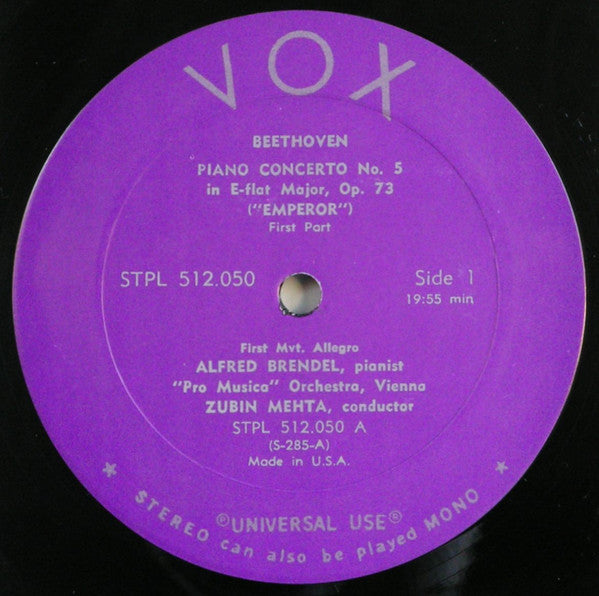 VOX
BEETHOVEN
PIANO CONCERTO No. 5
in E-flat Major, Op. 73
("EMPEROR")
First Part
STPL 512.050
Side 1
19:55 min
First Mvt. Allegro
ALFRED BRENDEL, pianist
"Pro Musica" Orchestra, Vienna
ZUBIN MEHTA, conductor
STPL 512.050 A
(S-285-A)
Made in U.S.A.
℗UNIVERSAL USE®
* STEREO can also be played MONO *